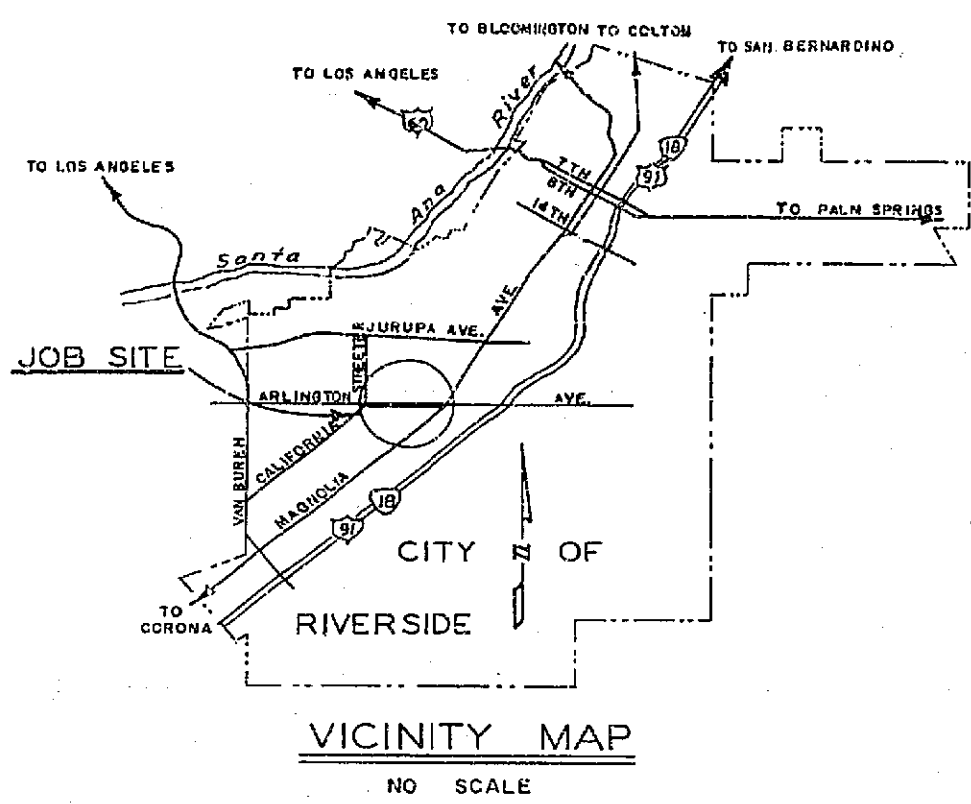 TO BLOOMINGTON TO COLTON
TO SAN BERNARDINO
TO LOS ANGELES
River
TO LOS ANGELES
18
91
7TH
8TH
14TH
TO PALM SPRINGS
Ana
Santa
AVE.
JURUPA AVE.
STREETER
JOB SITE
ARLINGTON AVE.
CALIFORNIA
VAN BUREN
MAGNOLIA
18
91
CITY OF
N
TO
CORONA
RIVERSIDE
VICINITY MAP
NO SCALE